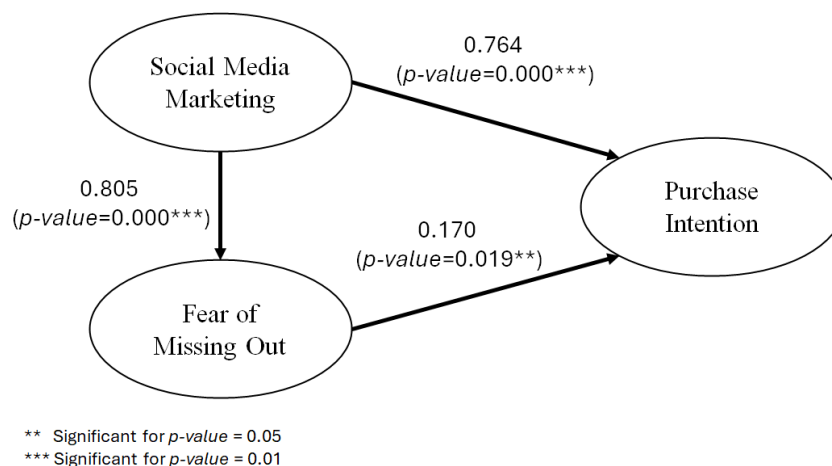 Social Media
Marketing
0.764
(p-value=0.000***)
0.805
(p-value=0.000***)
Purchase
Intention
0.170
(p-value=0.019**)
Fear of
Missing Out
** Significant for p-value = 0.05
*** Significant for p-value = 0.01